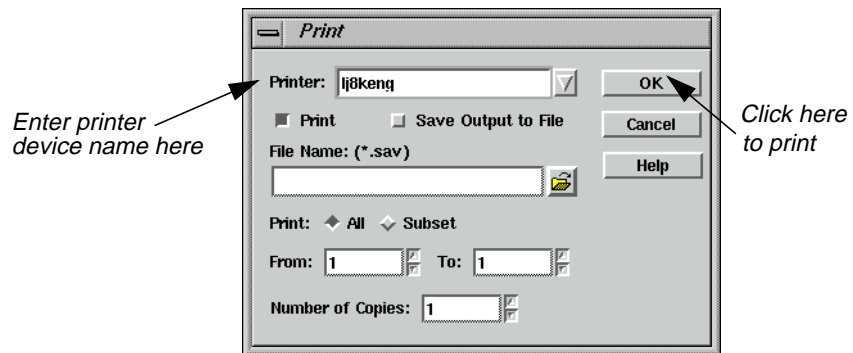 Print
Printer: lj8keng
OK
Enter printer
device name here
Print
Save Output to File
Cancel
Click here
to print
File Name: (*.sav)
Help
Print: All Subset
From: 1 To: 1
Number of Copies: 1